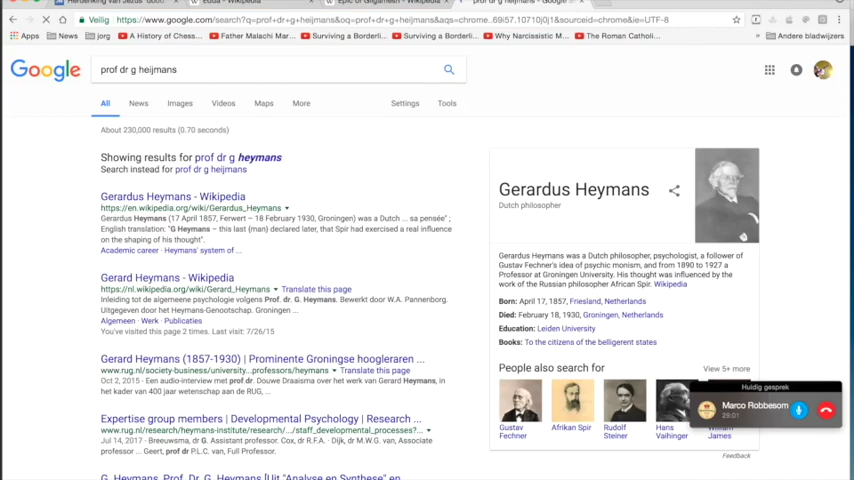 Herdenking van Jezus' dood...
Edda - Wikipedia
Epic of Gilgamesh - Wikipedia
prof dr g heijmans - Google Se
Veilig https://www.google.com/search?q=prof+dr+g+heijmans&oq=prof+dr+g+heijmans&aqs=chrome..69i57.10710j0j1&sourceid=chrome&ie=UTF-8
Apps News jorg A History of Chess... Father Malachi Mar... Surviving a Borderl... Surviving a Borderl... Why Narcissistic M... The Roman Catholi... » Andere bladwijzers
Google
prof dr g heijmans
All News Images Videos Maps More Settings Tools
About 230,000 results (0.70 seconds)
Showing results for prof dr g heymans
Search instead for prof dr g heijmans
Gerardus Heymans - Wikipedia
https://en.wikipedia.org/wiki/Gerardus_Heymans
Gerardus Heymans (17 April 1857, Ferwert – 18 February 1930, Groningen) was a Dutch ... sa pensée" ;
English translation: "G Heymans – this last (man) declared later, that Spir had exercised a real influence
on the shaping of his thought".
Academic career · Heymans' system of ...
Gerard Heymans - Wikipedia
https://nl.wikipedia.org/wiki/Gerard_Heymans Translate this page
Inleiding tot de algemeene psychologie volgens Prof. dr. G. Heymans. Bewerkt door W.A. Pannenborg.
Uitgegeven door het Heymans-Genootschap. Groningen ...
Algemeen · Werk · Publicaties
You've visited this page 2 times. Last visit: 7/26/15
Gerard Heymans (1857-1930) | Prominente Groningse hoogleraren ...
www.rug.nl/society-business/university...professors/heymans Translate this page
Oct 2, 2015 - Een audio-interview met prof.dr. Douwe Draaisma over het werk van Gerard Heymans, in
het kader van 400 jaar wetenschap aan de RUG, ...
Expertise group members | Developmental Psychology | Research ...
www.rug.nl/research/heymans-institute/research/.../staff_developmental_processes?...
Jul 14, 2017 - Breeuwsma, dr G. Assistant professor. Cox, dr R.F.A. · Dijk, dr M.W.G. van, Associate
professor ... Geert, prof dr P.L.C. van, Full Professor.
G. Heymans, Prof. Dr. G. Heymans [Uit "Analyse en Synthese" en
Gerardus Heymans
Dutch philosopher
Gerardus Heymans was a Dutch philosopher, psychologist, a follower of
Gustav Fechner's idea of psychic monism, and from 1890 to 1927 a
Professor at Groningen University. His thought was influenced by the
work of the Russian philosopher African Spir. Wikipedia
Born: April 17, 1857, Friesland, Netherlands
Died: February 18, 1930, Groningen, Netherlands
Education: Leiden University
Books: To the citizens of the belligerent states
People also search for View 5+ more
Gustav Fechner
Afrikan Spir
Rudolf Steiner
Hans Vaihinger
William James
Huidig gesprek
Marco Robbesom
29:01
Feedback